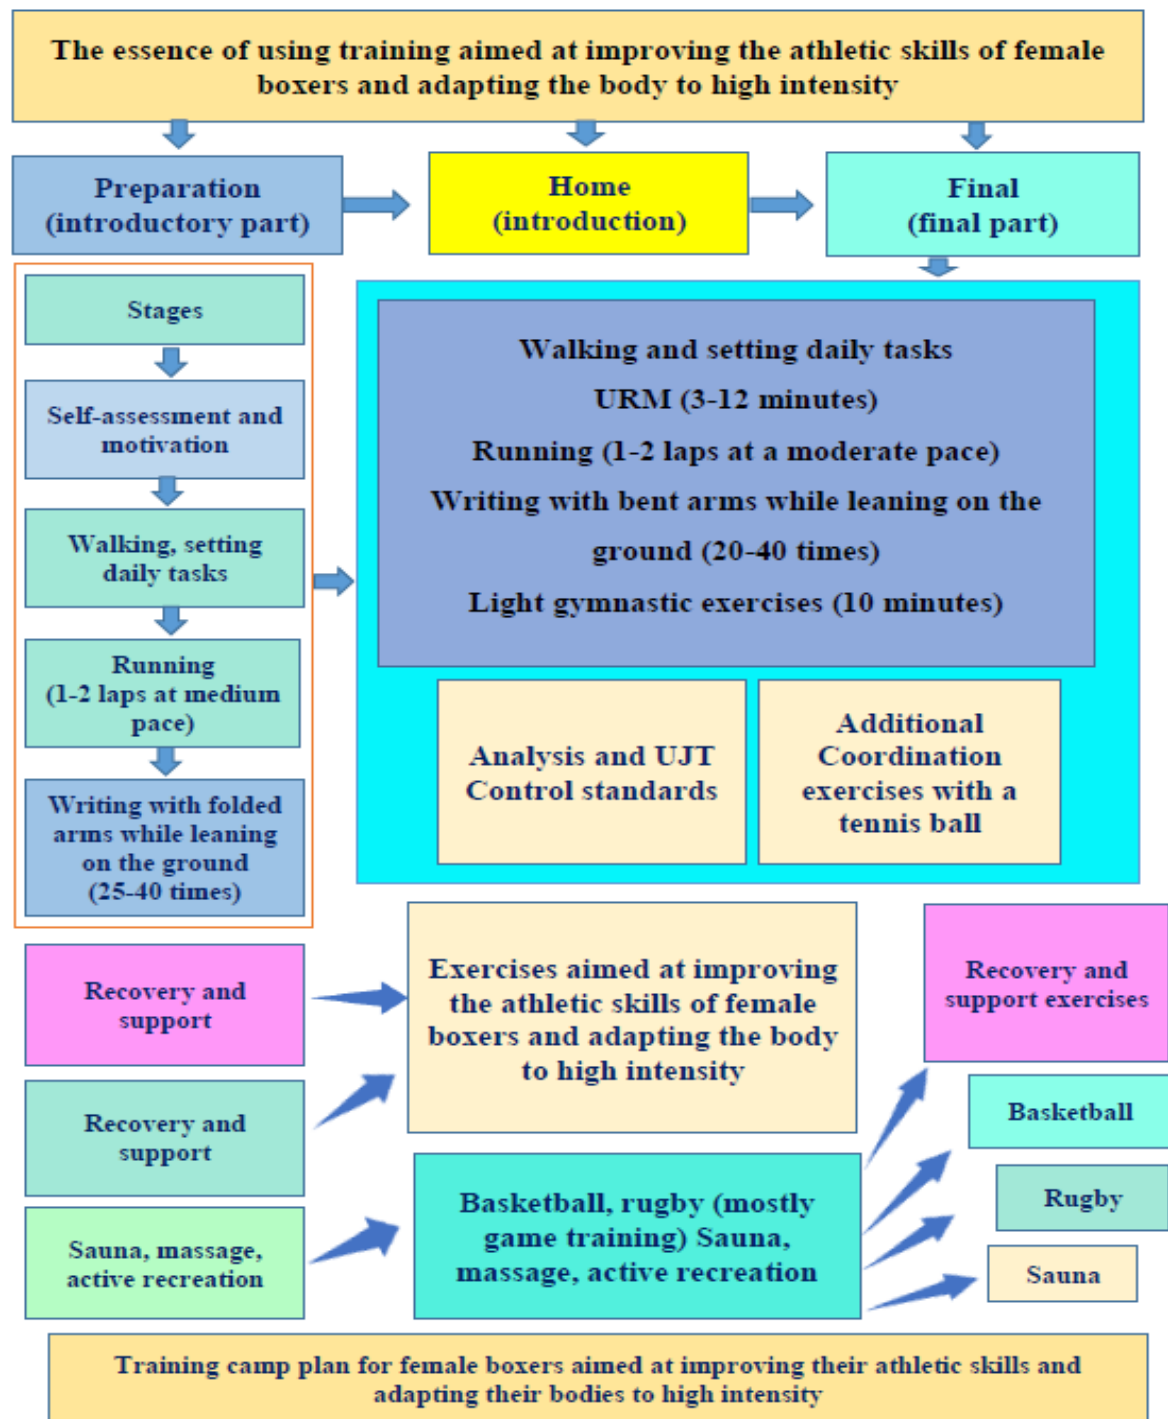 The essence of using training aimed at improving the athletic skills of female
boxers and adapting the body to high intensity
Preparation
(introductory part)
Home
(introduction)
Final
(final part)
Stages
Self-assessment and
motivation
Walking, setting
daily tasks
Running
(1-2 laps at medium
pace)
Writing with folded
arms while leaning
on the ground
(25-40 times)
Walking and setting daily tasks
URM (3-12 minutes)
Running (1-2 laps at a moderate pace)
Writing with bent arms while leaning on the
ground (20-40 times)
Light gymnastic exercises (10 minutes)
Analysis and UJT
Control standards
Additional
Coordination
exercises with a
tennis ball
Recovery and
support
Recovery and
support
Sauna, massage,
active recreation
Exercises aimed at improving
the athletic skills of female
boxers and adapting the body
to high intensity
Basketball, rugby (mostly
game training) Sauna,
massage, active recreation
Recovery and
support exercises
Basketball
Rugby
Sauna
Training camp plan for female boxers aimed at improving their athletic skills and
adapting their bodies to high intensity